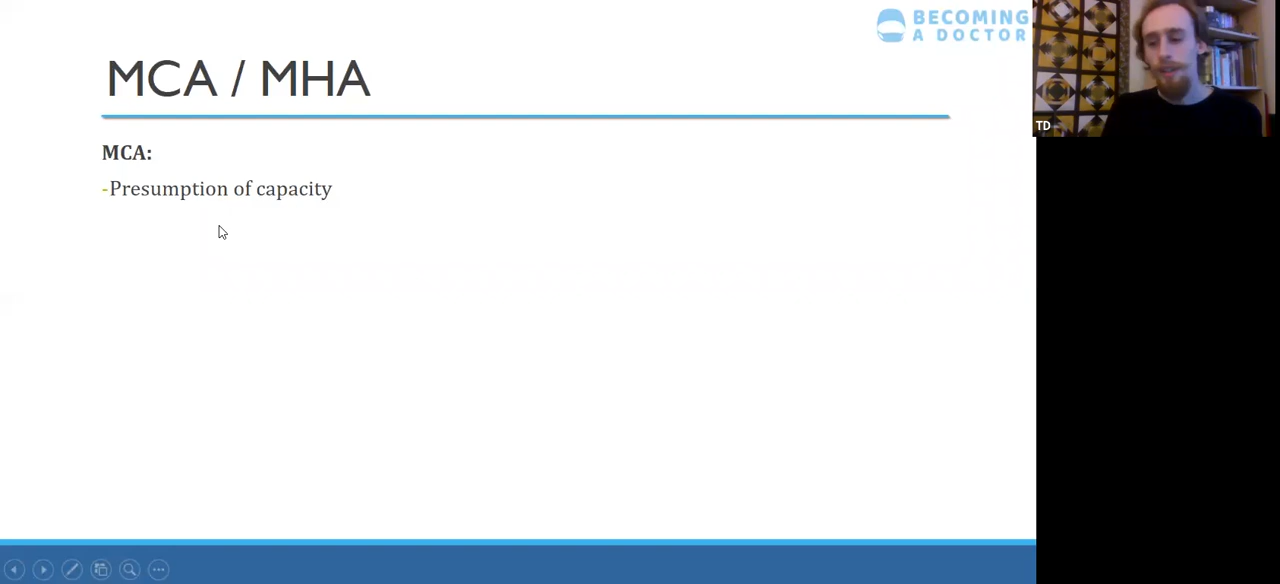 BECOMING
A DOCTOR
MCA / MHA
TD
MCA:
-Presumption of capacity